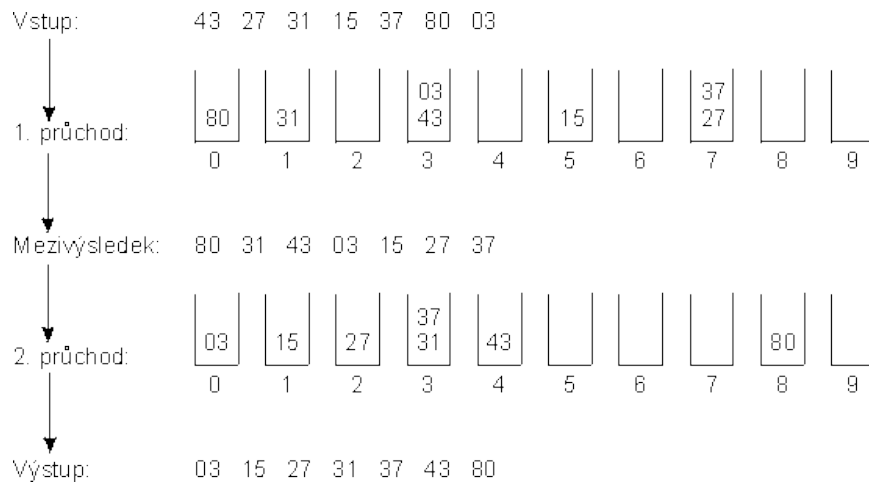 Vstup: 43 27 31 15 37 80 03
03 37
1. průchod: 80 31 43 15 27
0 1 2 3 4 5 6 7 8 9
Mezivýsledek: 80 31 43 03 15 27 37
37
2. průchod: 03 15 27 31 43 80
0 1 2 3 4 5 6 7 8 9
Výstup: 03 15 27 31 37 43 80